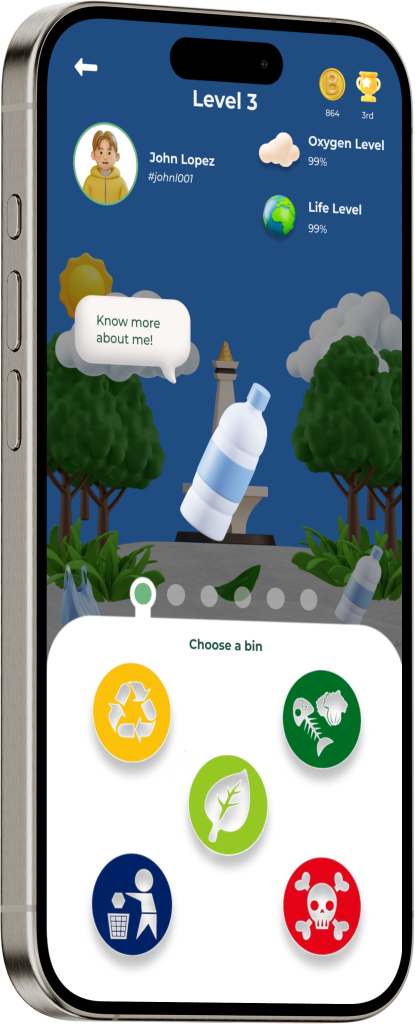 Level 3
864
3rd
John Lopez
#johnl001
Oxygen Level
99%
Life Level
99%
Know more
about me!
Choose a bin